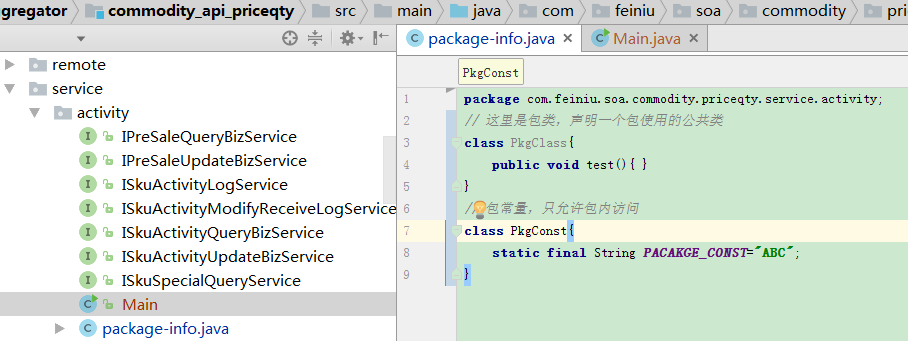 ggregator commodity_api_priceqty src main java com feiniu soa commodity pri
package-info.java Main.java
remote
service
activity
IPreSaleQueryBizService
IPreSaleUpdateBizService
ISkuActivityLogService
ISkuActivityModifyReceiveLogService
ISkuActivityQueryBizService
ISkuActivityUpdateBizService
ISkuSpecialQueryService
Main
package-info.java
PkgConst
1 package com.feiniu.soa.commodity.priceqty.service.activity;
2 // 这里是包类，声明一个包使用的公共类
3 class PkgClass{
4 public void test(){ }
5 }
6 /包常量，只允许包内访问
7 class PkgConst{
8 static final String PACAKGE_CONST="ABC";
9 }